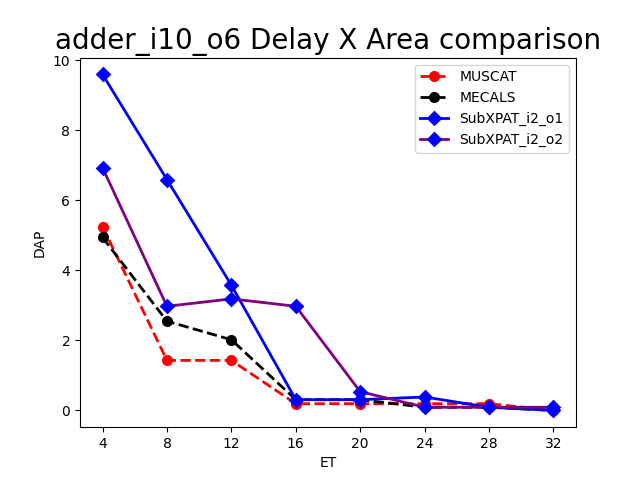 adder_i10_o6 Delay X Area comparison
MUSCAT
MECALS
SubXPAT_i2_o1
SubXPAT_i2_o2
DAP
10
8
6
4
2
0
4 8 12 16 20 24 28 32
ET